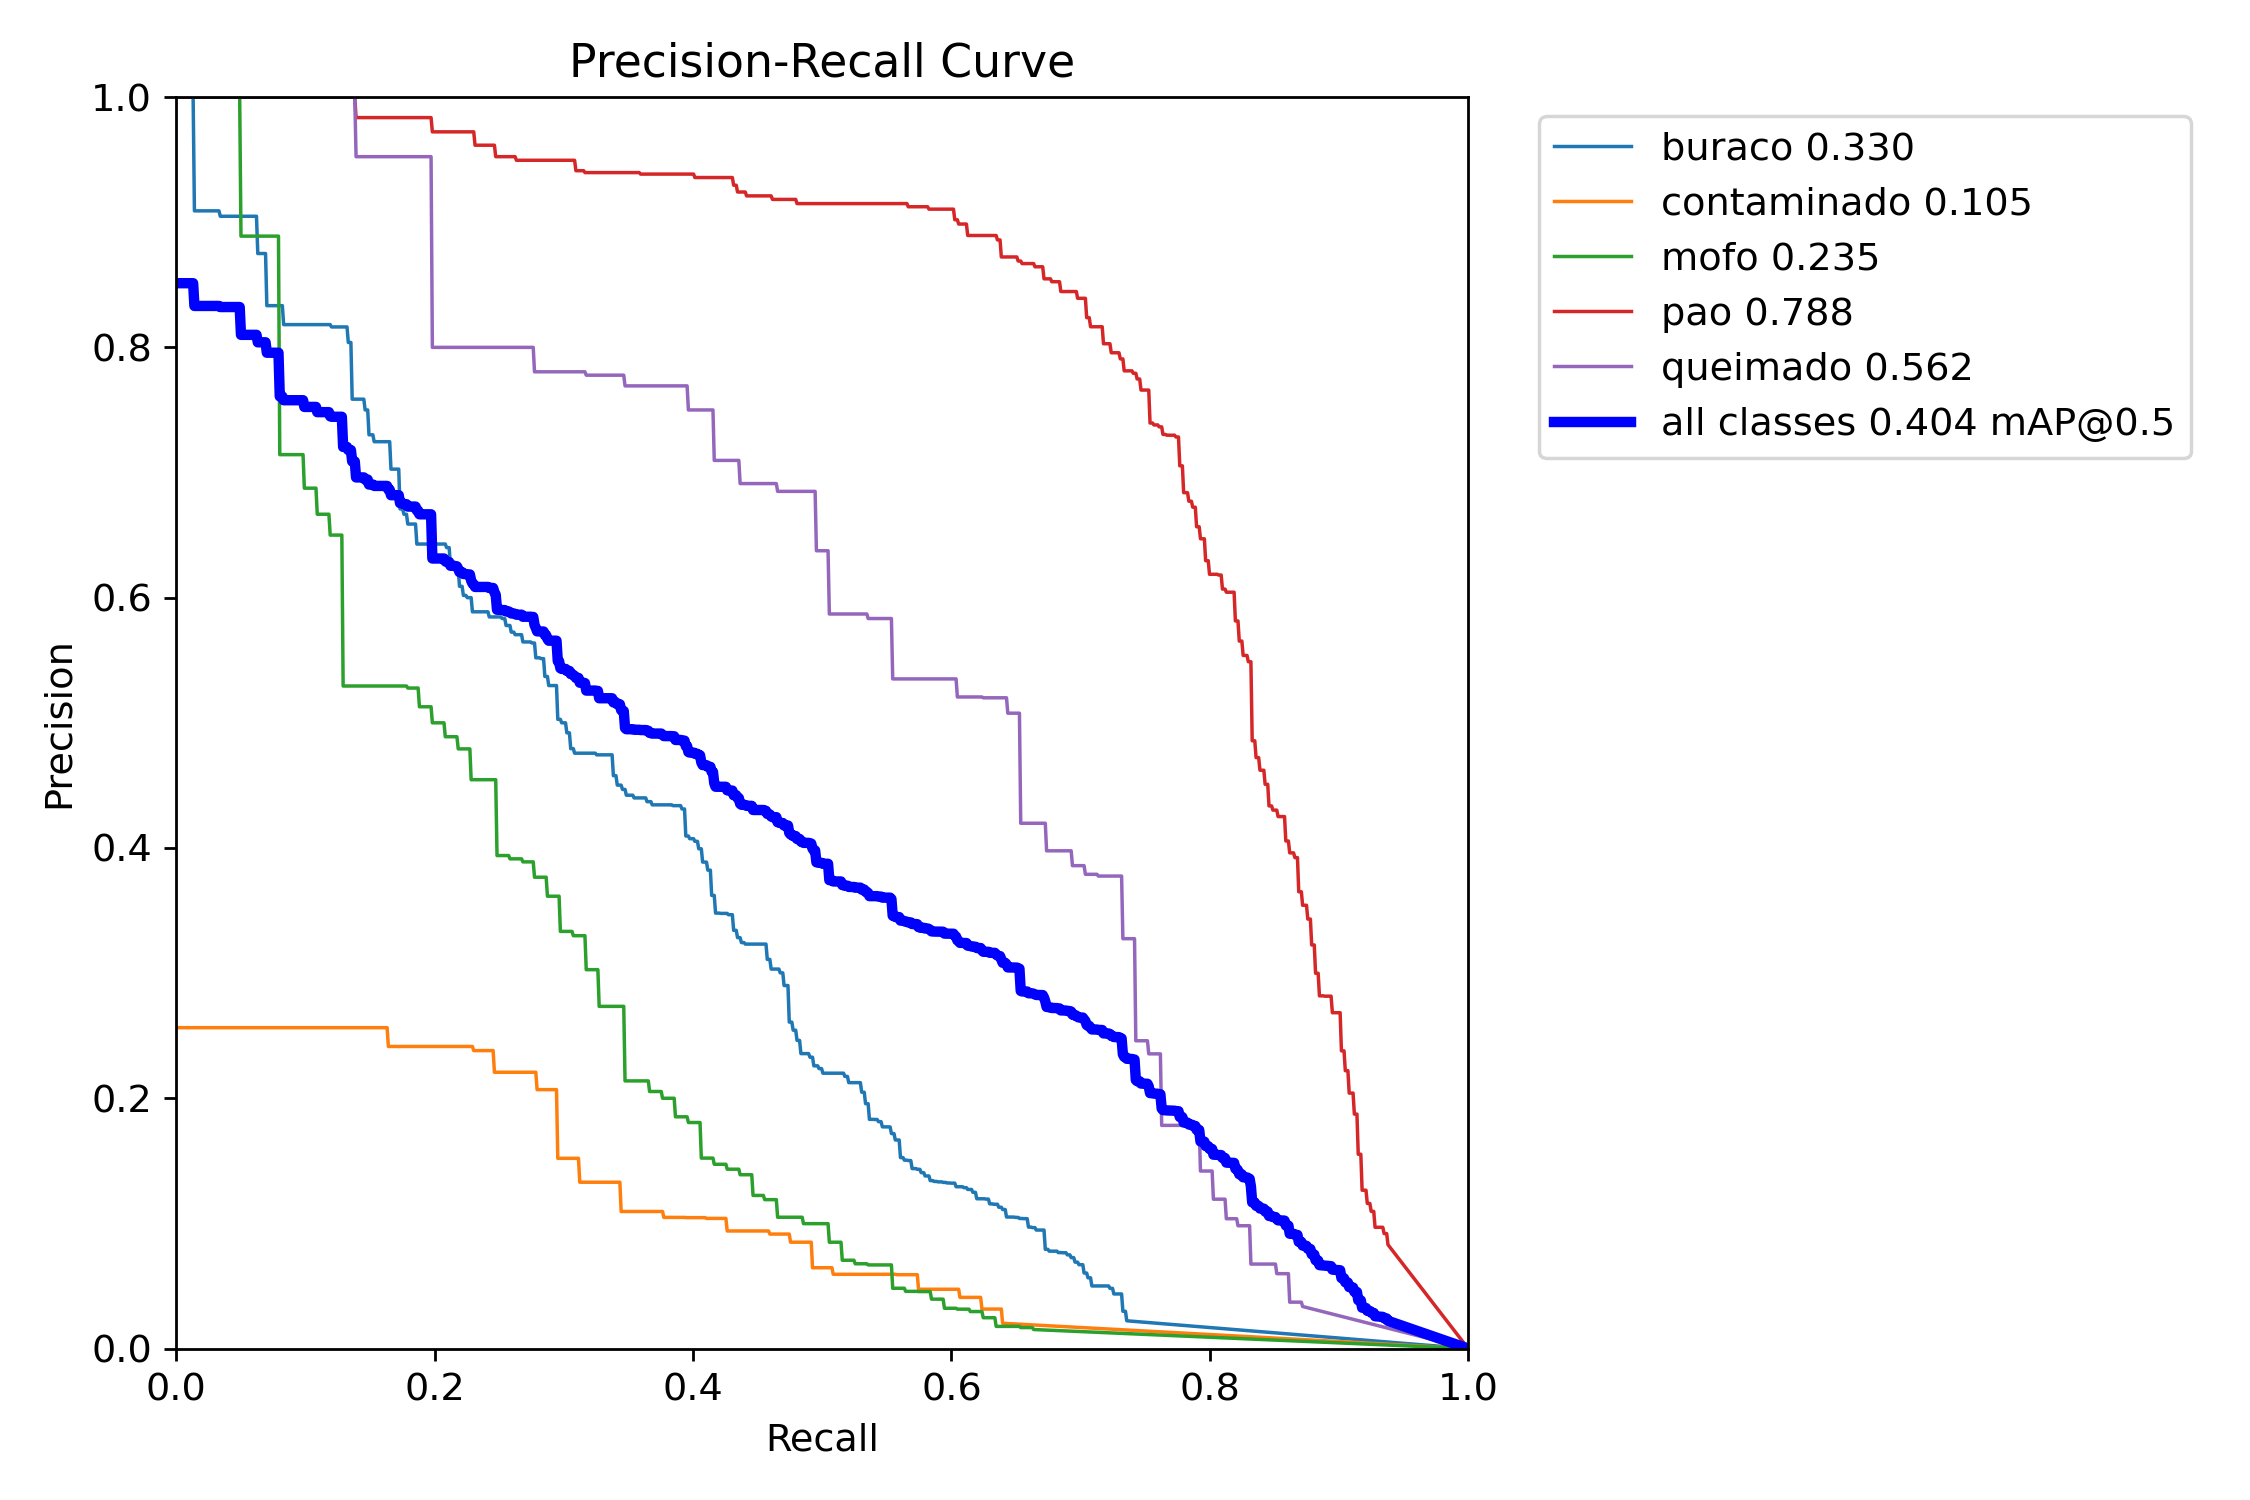 Precision-Recall Curve
1.0
0.8
0.6
0.4
0.2
0.0
Precision
0.0 0.2 0.4 0.6 0.8 1.0
Recall
buraco 0.330
contaminado 0.105
mofo 0.235
pao 0.788
queimado 0.562
all classes 0.404 mAP@0.5